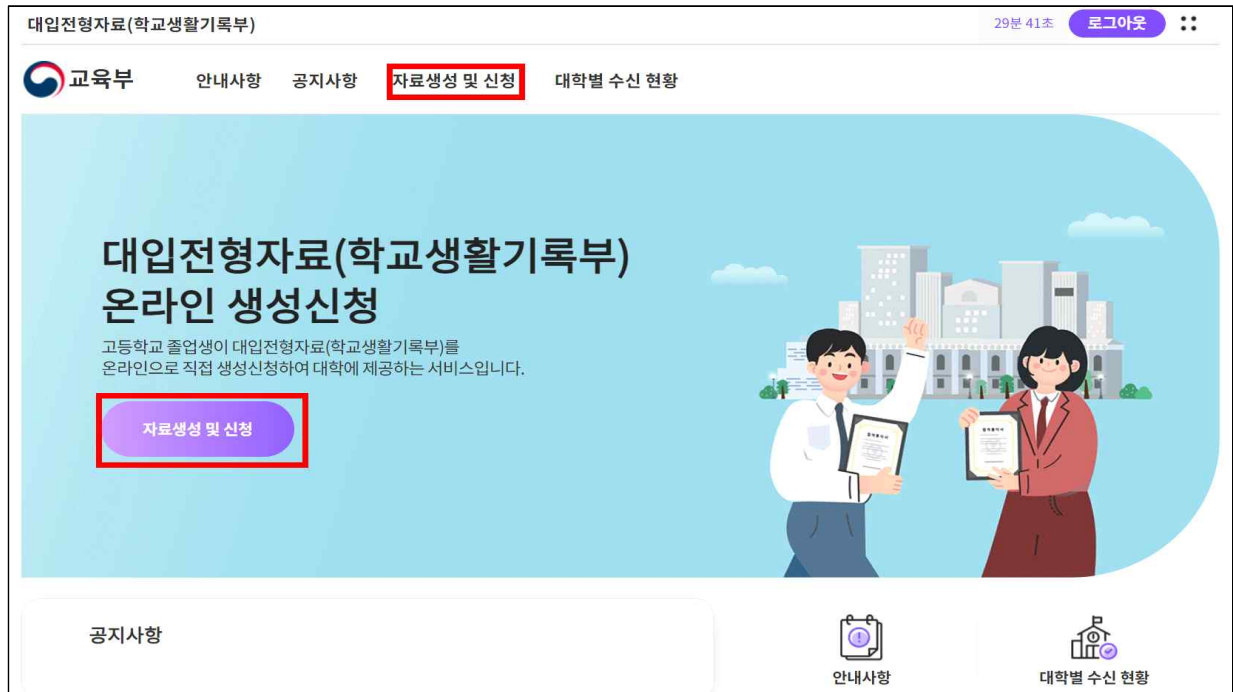 대입전형자료(학교생활기록부)
29분 41초 로그아웃
교육부 안내사항 공지사항 자료생성 및 신청 대학별 수신 현황
대입전형자료(학교생활기록부)
온라인 생성신청
고등학교 졸업생이 대입전형자료(학교생활기록부)를
온라인으로 직접 생성신청하여 대학에 제공하는 서비스입니다.
자료생성 및 신청
공지사항
안내사항
대학별 수신 현황